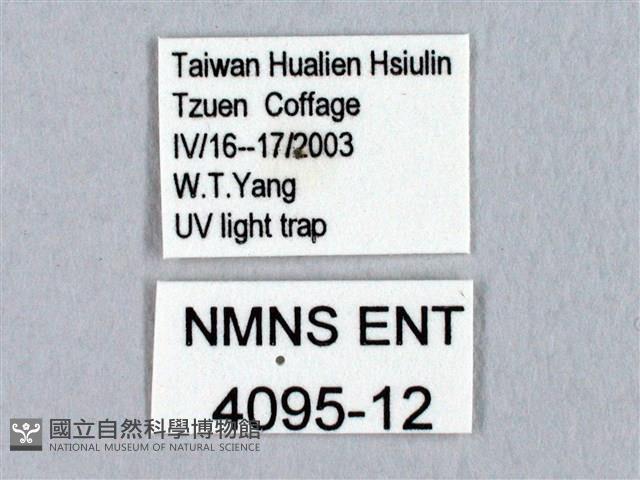 Taiwan Hualien Hsiulin
Tzuen Coffage
IV/16--17/2003
W.T.Yang
UV light trap
NMNS ENT
4095-12
國立自然科學博物館
NATIONAL MUSEUM OF NATURAL SCIENCE